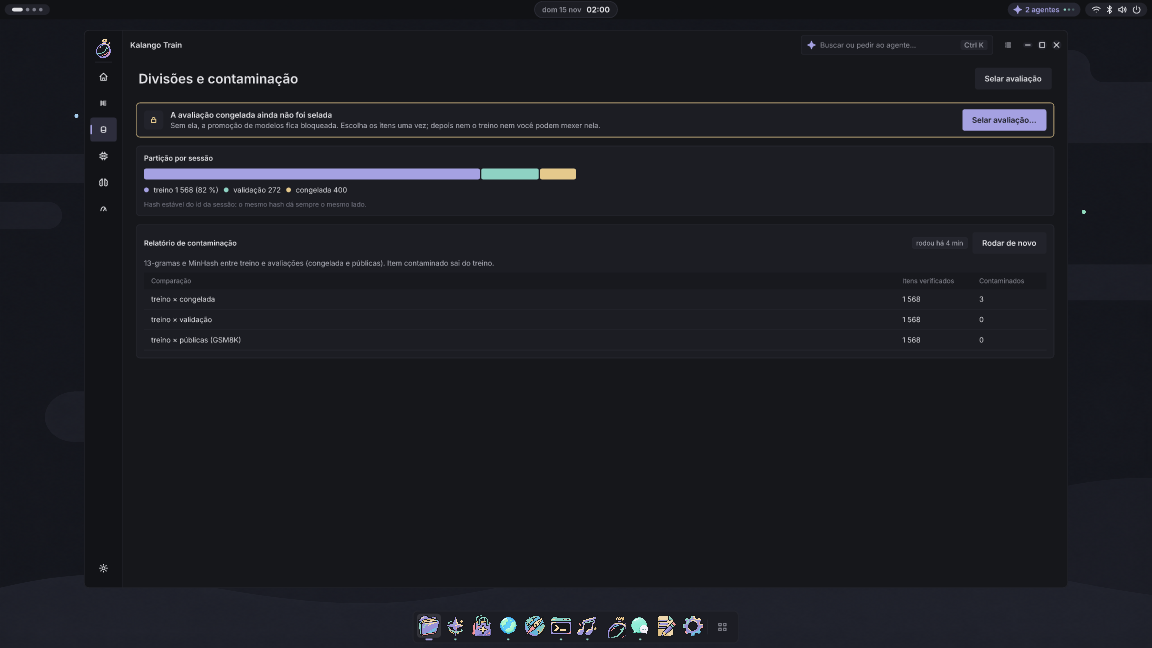 dom 15 nov 02:00
2 agentes
Kalango Train
Buscar ou pedir ao agente...
Ctrl K
Divisões e contaminação
Selar avaliação
A avaliação congelada ainda não foi selada
Sem ela, a promoção de modelos fica bloqueada. Escolha os itens uma vez; depois nem o treino nem você podem mexer nela.
Selar avaliação...
Partição por sessão
treino 1 568 (82 %) validação 272 congelada 400
Hash estável do id da sessão: o mesmo hash dá sempre o mesmo lado.
Relatório de contaminação
rodou há 4 min
Rodar de novo
13-gramas e MinHash entre treino e avaliações (congelada e públicas). Item contaminado sai do treino.
Comparação Itens verificados Contaminados
treino × congelada 1 568 3
treino × validação 1 568 0
treino × públicas (GSM8K) 1 568 0